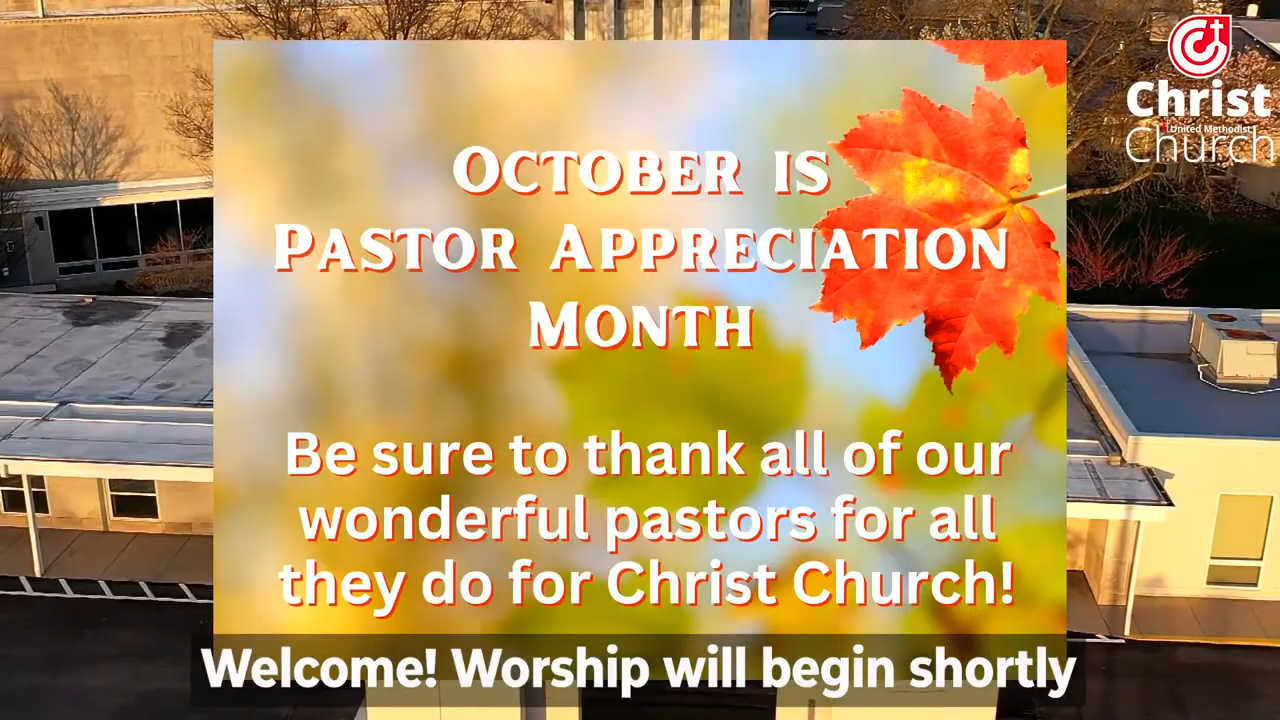 October is
Pastor Appreciation
Month
Be sure to thank all of our
wonderful pastors for all
they do for Christ Church!
Welcome! Worship will begin shortly
Christ
United Methodist
Church